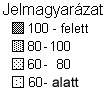 Jelmagyarázat
100 - felett
80 - 100
60 - 80
60 - alatt